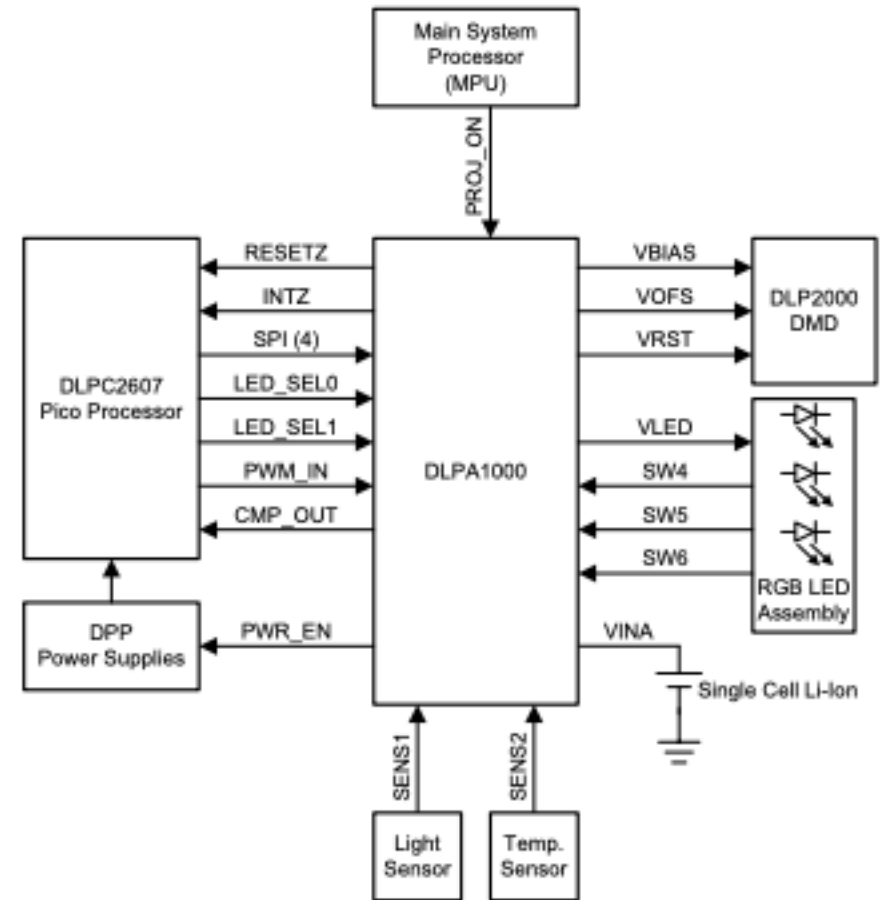 Main System
Processor
(MPU)
PROJ_ON
RESETZ
INTZ
SPI (4)
LED_SEL0
LED_SEL1
PWM_IN
CMP_OUT
DLPC2607
Pico Processor
DPP
Power Supplies
PWR_EN
DLPA1000
VBIAS
VOFS
VRST
DLP2000
DMD
VLED
SW4
SW5
SW6
RGB LED
Assembly
VINA
Single Cell Li-Ion
SENS1
SENS2
Light
Sensor
Temp.
Sensor